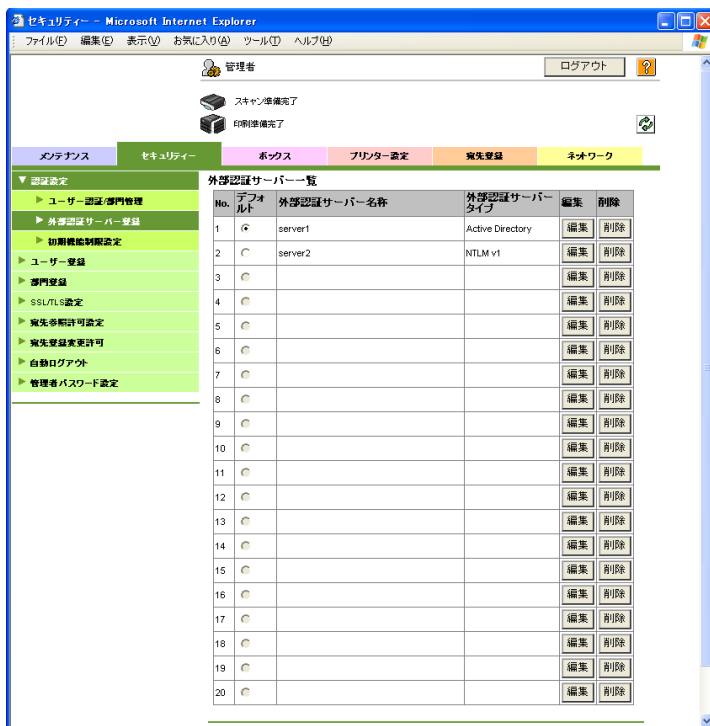 セキュリティー - Microsoft Internet Explorer
ファイル(F) 編集(E) 表示(V) お気に入り(A) ツール(T) ヘルプ(H)
管理者 ログアウト ?
スキャン準備完了
印刷準備完了
メンテナンス セキュリティー ボックス プリンター設定 宛先登録 ネットワーク
認証設定
ユーザー認証/部門管理
外部認証サーバー登録
初期機能制限設定
ユーザー登録
部門登録
SSL/TLS設定
宛先参照許可設定
宛先登録変更許可
自動ログアウト
管理者パスワード設定
外部認証サーバー一覧
No. デフォルト 外部認証サーバー名称 外部認証サーバータイプ 編集 削除
1 server1 Active Directory 編集 削除
2 server2 NTLM v1 編集 削除
3 編集 削除
4 編集 削除
5 編集 削除
6 編集 削除
7 編集 削除
8 編集 削除
9 編集 削除
10 編集 削除
11 編集 削除
12 編集 削除
13 編集 削除
14 編集 削除
15 編集 削除
16 編集 削除
17 編集 削除
18 編集 削除
19 編集 削除
20 編集 削除